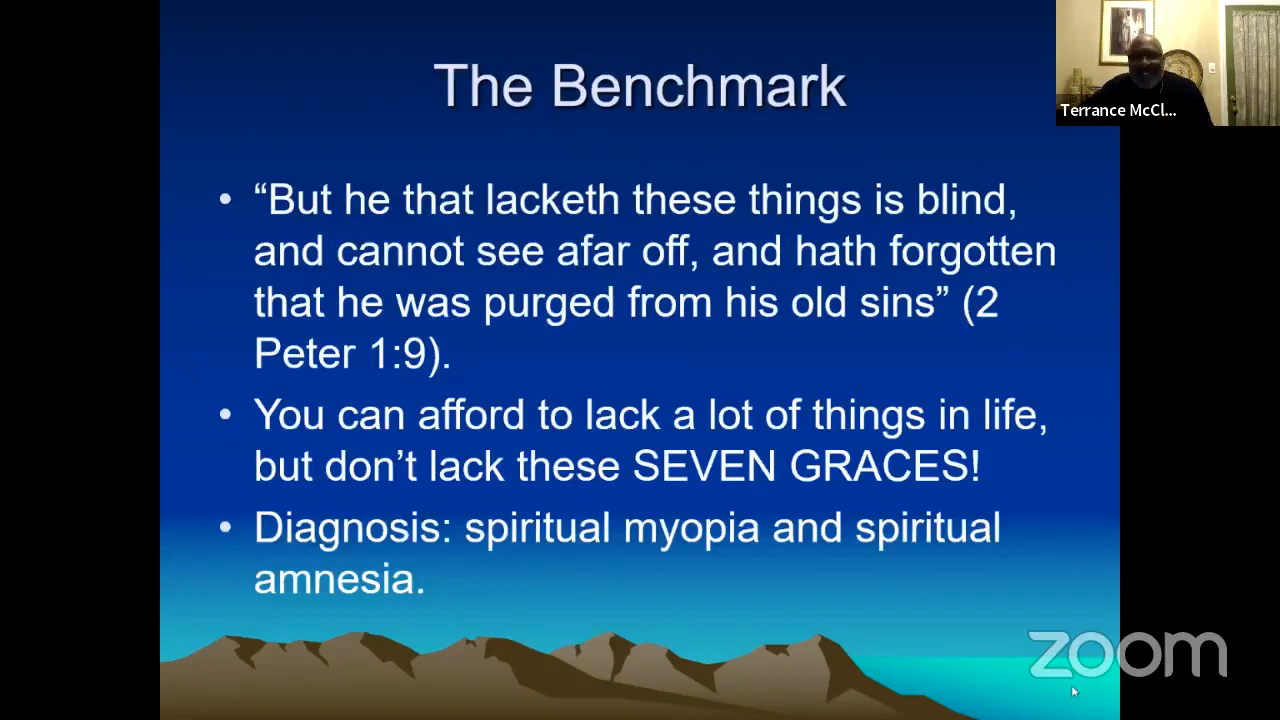 The Benchmark
Terrance McCl...
• “But he that lacketh these things is blind,
and cannot see afar off, and hath forgotten
that he was purged from his old sins” (2
Peter 1:9).
• You can afford to lack a lot of things in life,
but don’t lack these SEVEN GRACES!
• Diagnosis: spiritual myopia and spiritual
amnesia.
zoom